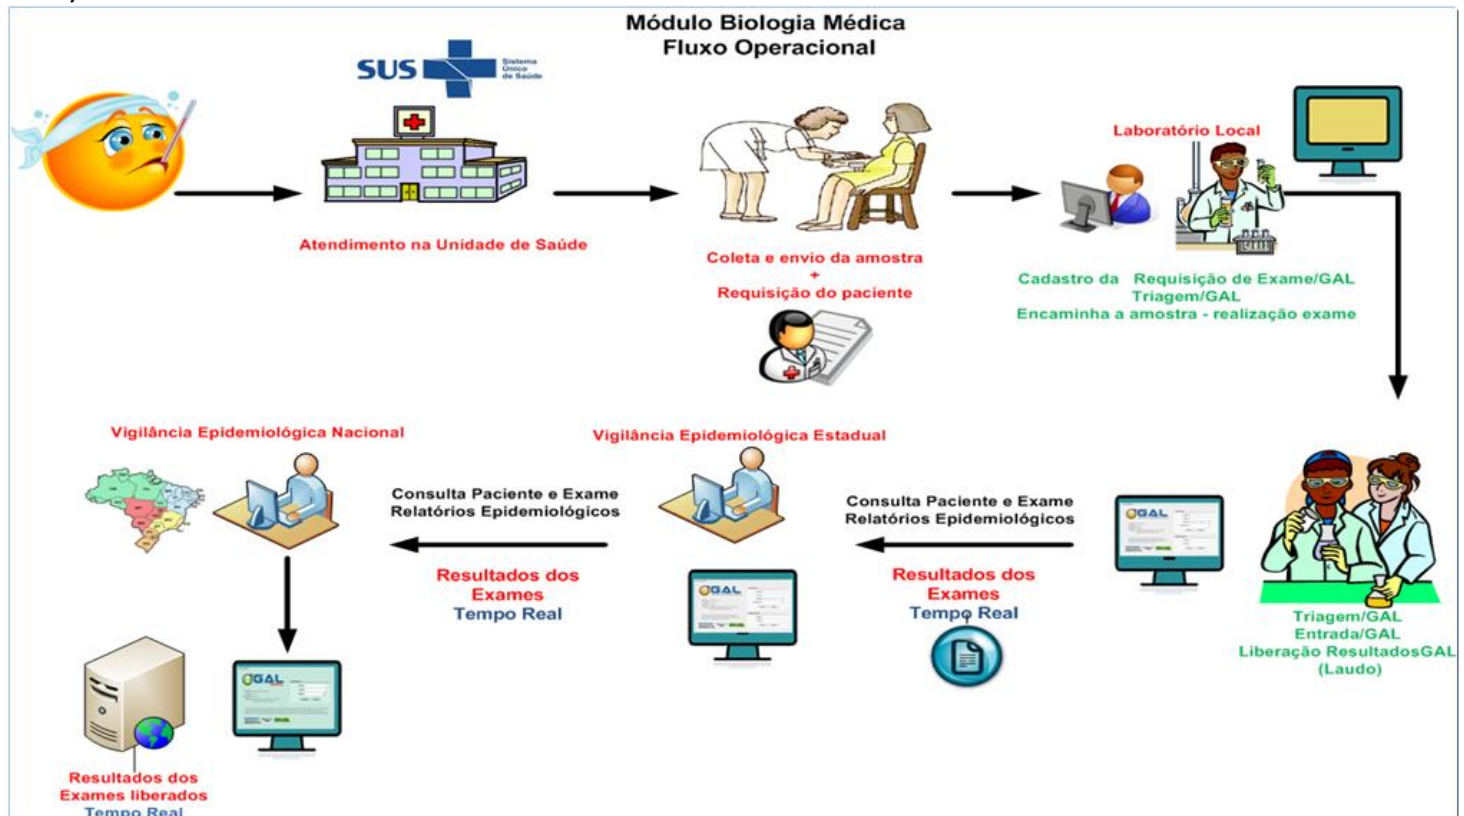 Módulo Biologia Médica
Fluxo Operacional
SUS
Sistema
Único
de Saúde
Atendimento na Unidade de Saúde
Coleta e envio da amostra
+
Requisição do paciente
Laboratório Local
Cadastro da Requisição de Exame/GAL
Triagem/GAL
Encaminha a amostra - realização exame
Triagem/GAL
Entrada/GAL
Liberação ResultadosGAL
(Laudo)
GAL
Consulta Paciente e Exame
Relatórios Epidemiológicos
Resultados dos
Exames
Tempo Real
Vigilância Epidemiológica Estadual
GAL
Consulta Paciente e Exame
Relatórios Epidemiológicos
Resultados dos
Exames
Tempo Real
Vigilância Epidemiológica Nacional
GAL
Resultados dos
Exames liberados
Tempo Real